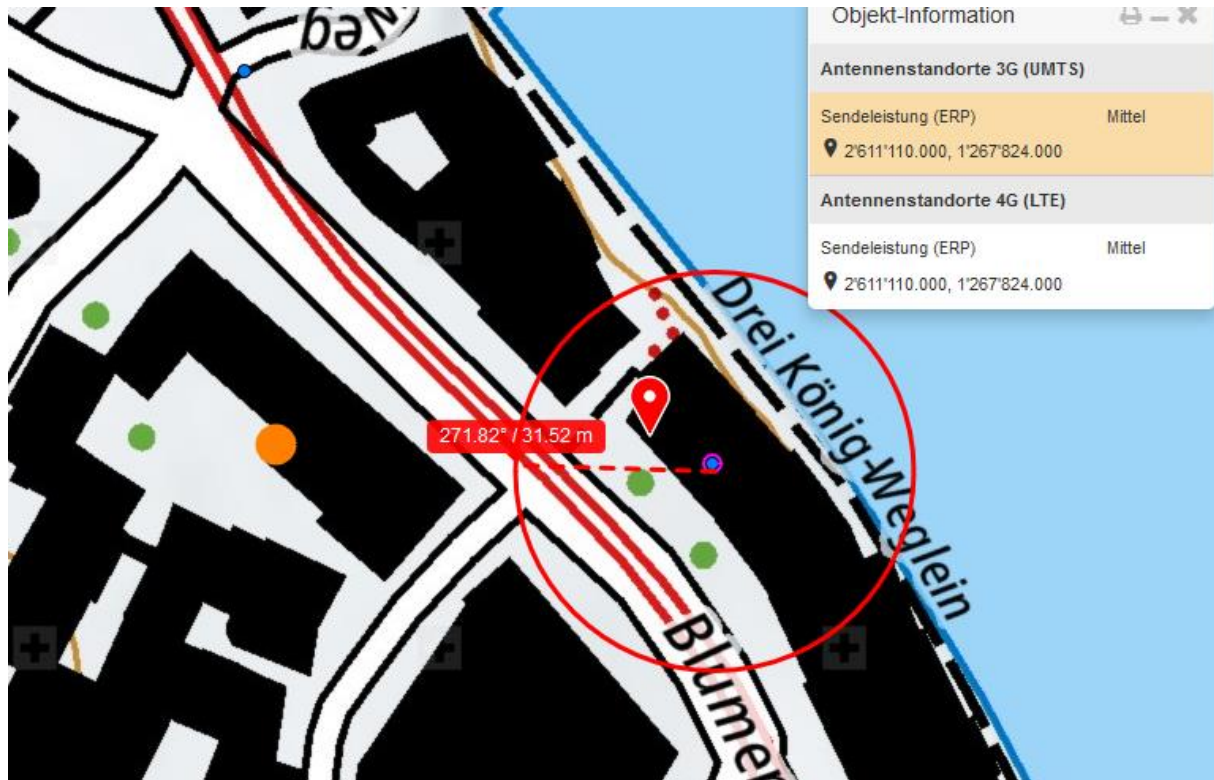 weg
Objekt-Information
Antennenstandorte 3G (UMTS)
Sendeleistung (ERP) Mittel
2'611'110.000, 1'267'824.000
Antennenstandorte 4G (LTE)
Sendeleistung (ERP) Mittel
2'611'110.000, 1'267'824.000
Drei König-Weglein
271.82° / 31.52 m
Blumen